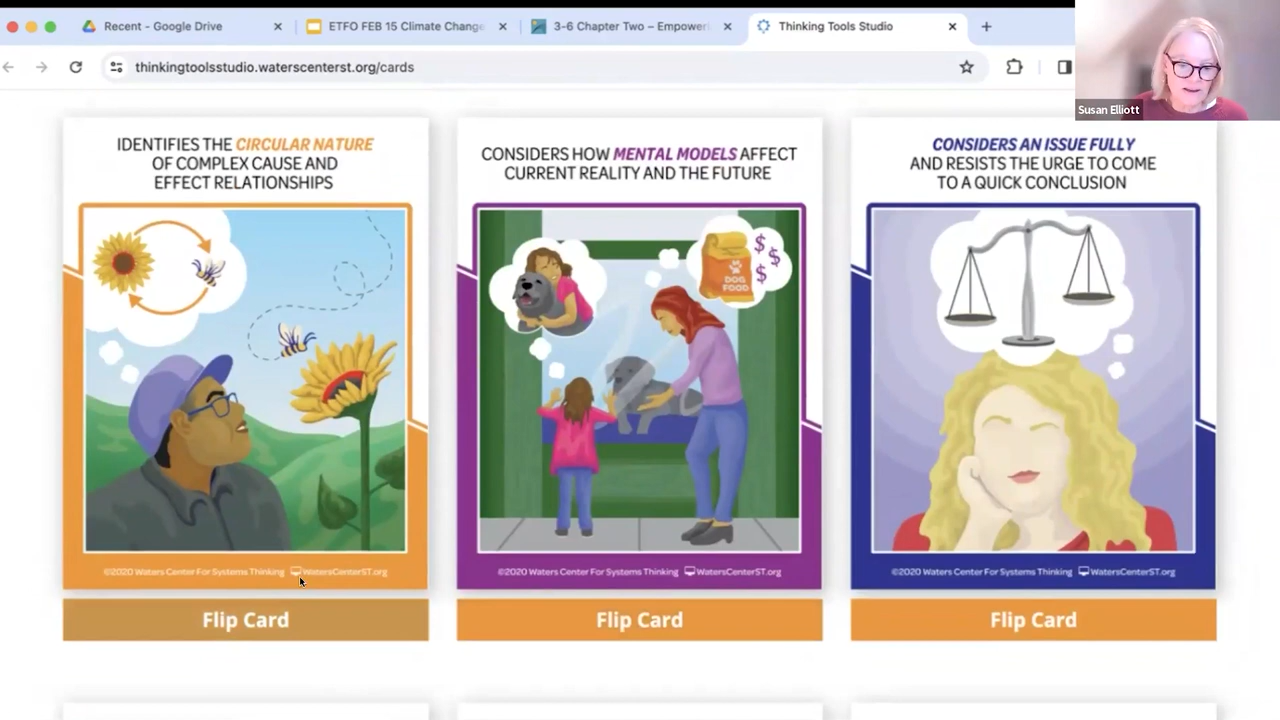 Recent - Google Drive
ETFO FEB 15 Climate Change
3-6 Chapter Two – Empoweri
Thinking Tools Studio
thinkingtoolsstudio.waterscenterst.org/cards
Susan Elliott
IDENTIFIES THE CIRCULAR NATURE
OF COMPLEX CAUSE AND
EFFECT RELATIONSHIPS
©2020 Waters Center For Systems Thinking WatersCenterST.org
Flip Card
CONSIDERS HOW MENTAL MODELS AFFECT
CURRENT REALITY AND THE FUTURE
$
$
$
DOG
FOOD
©2020 Waters Center For Systems Thinking WatersCenterST.org
Flip Card
CONSIDERS AN ISSUE FULLY
AND RESISTS THE URGE TO COME
TO A QUICK CONCLUSION
©2020 Waters Center For Systems Thinking WatersCenterST.org
Flip Card